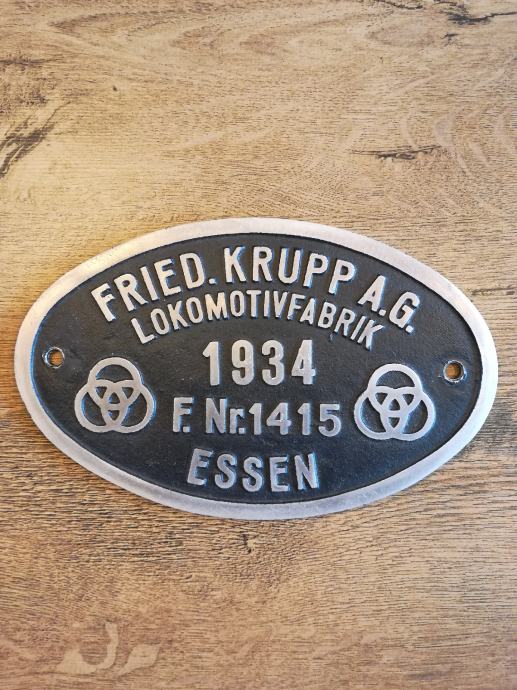 FRIED. KRUPP A.G.
LOKOMOTIVFABRIK
1934
F. Nr. 1415
ESSEN